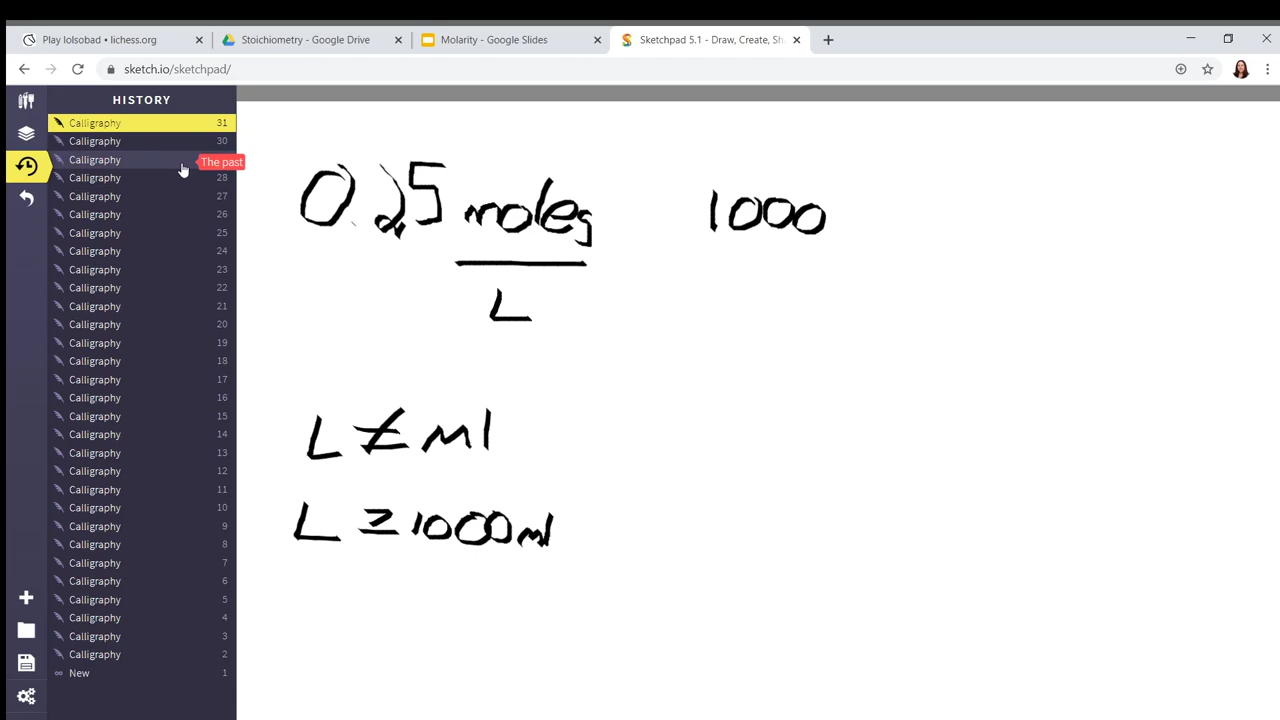 Play lolsobad • lichess.org
Stoichiometry - Google Drive
Molarity - Google Slides
Sketchpad 5.1 - Draw, Create, Sh
sketch.io/sketchpad/
HISTORY
Calligraphy 31
Calligraphy 30
Calligraphy The past
Calligraphy 28
Calligraphy 27
Calligraphy 26
Calligraphy 25
Calligraphy 24
Calligraphy 23
Calligraphy 22
Calligraphy 21
Calligraphy 20
Calligraphy 19
Calligraphy 18
Calligraphy 17
Calligraphy 16
Calligraphy 15
Calligraphy 14
Calligraphy 13
Calligraphy 12
Calligraphy 11
Calligraphy 10
Calligraphy 9
Calligraphy 8
Calligraphy 7
Calligraphy 6
Calligraphy 5
Calligraphy 4
Calligraphy 3
Calligraphy 2
New 1
0.25 moles 1000
L
L ≠ ml
L = 1000ml